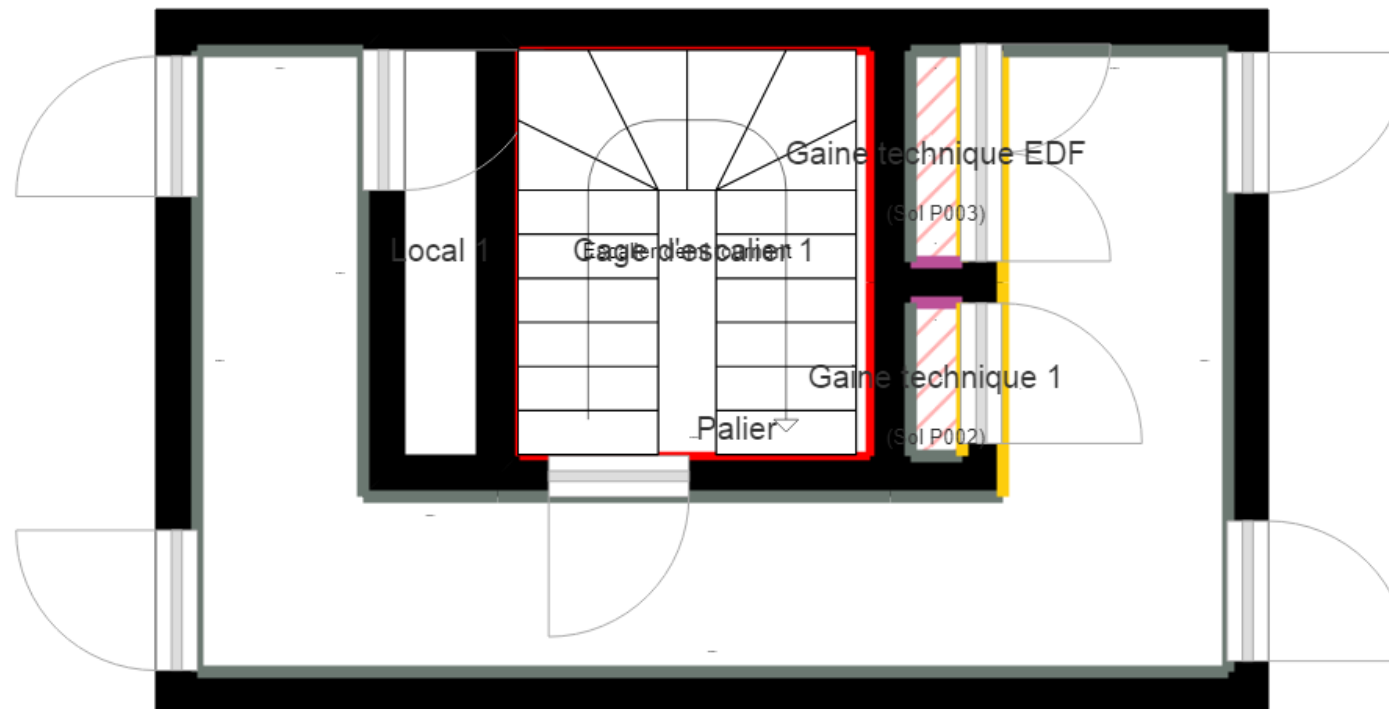 Gaine technique EDF
(Sol P003)
Local 1
Cage d'escalier 1
Gaine technique 1
Palier
(Sol P002)